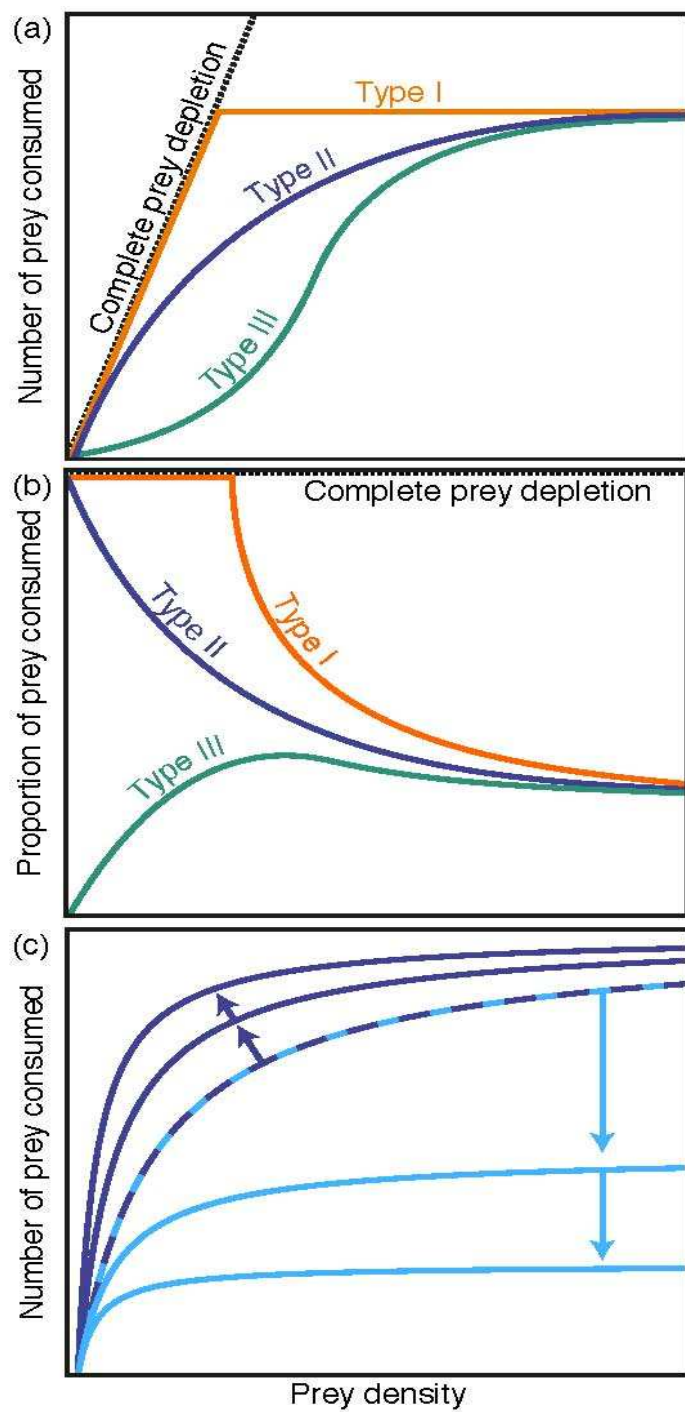 (a)
Number of prey consumed
Complete prey depletion
Type I
Type II
Type III
(b)
Proportion of prey consumed
Complete prey depletion
Type II
Type I
Type III
(c)
Number of prey consumed
Prey density